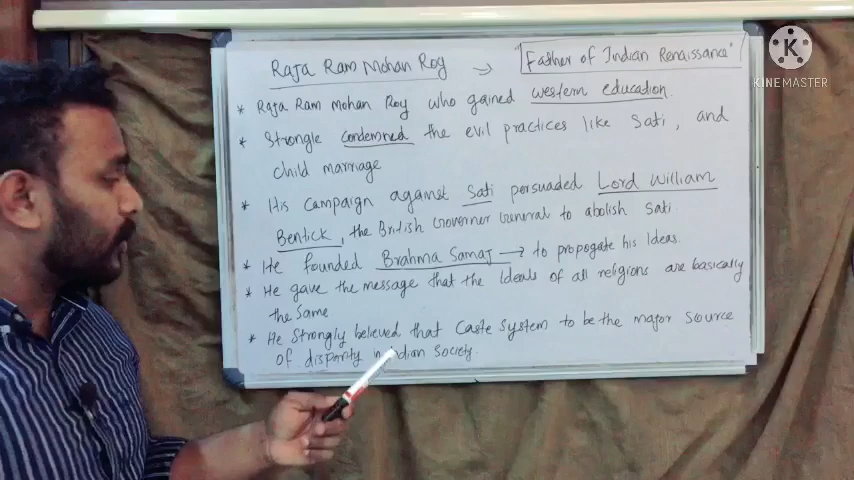 Raja Ram Mohan Roy → "Father of Indian Renaissance"
* Raja Ram Mohan Roy who gained western education.
* Strongle condemned the evil practices like Sati, and
child marriage
* His campaign against Sati persuaded Lord William
Bentick, the British Governer General to abolish Sati.
* He founded Brahma Samaj → to propogate his Ideas.
* He gave the message that the Ideals of all religions are basically
the same
* He Strongly believed that Caste System to be the major source
of disparity in Indian Society.
K
KINEMASTER